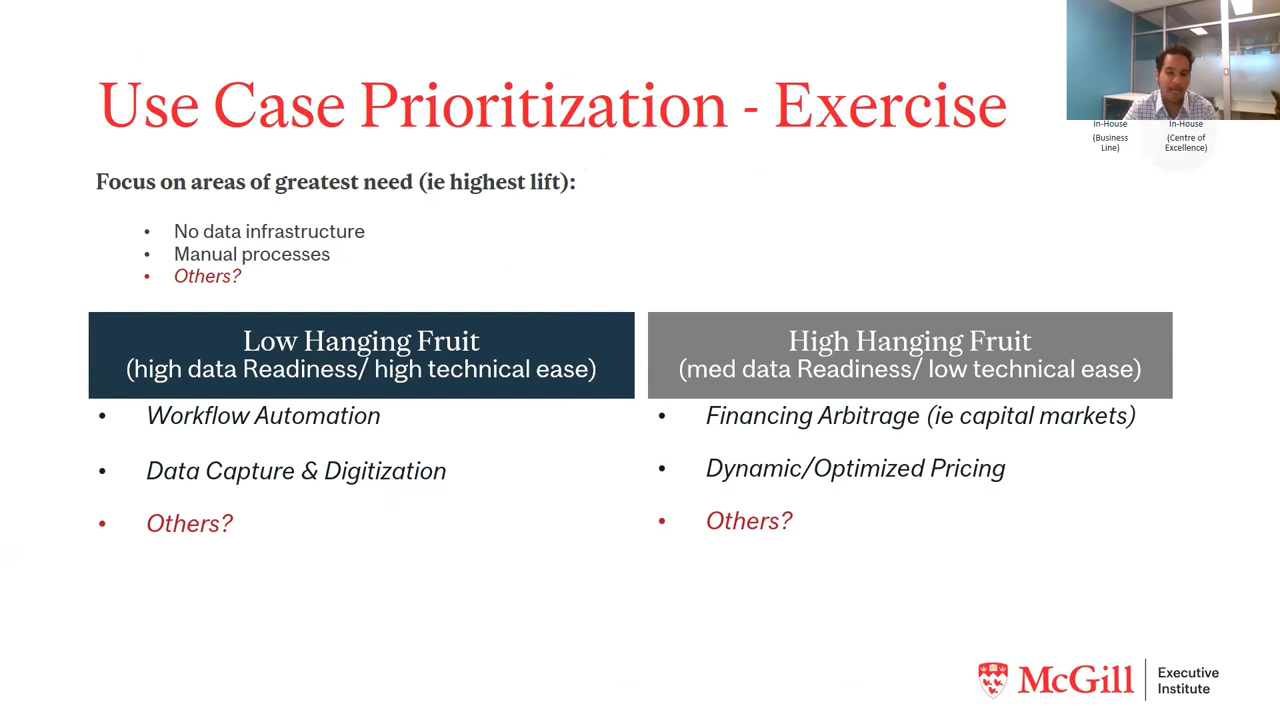 Use Case Prioritization - Exercise
In-House
(Business
Line)
In-House
(Centre of
Excellence)
Focus on areas of greatest need (ie highest lift):
• No data infrastructure
• Manual processes
• Others?
Low Hanging Fruit
(high data Readiness/ high technical ease)
• Workflow Automation
• Data Capture & Digitization
• Others?
High Hanging Fruit
(med data Readiness/ low technical ease)
• Financing Arbitrage (ie capital markets)
• Dynamic/Optimized Pricing
• Others?
McGill
Executive
Institute